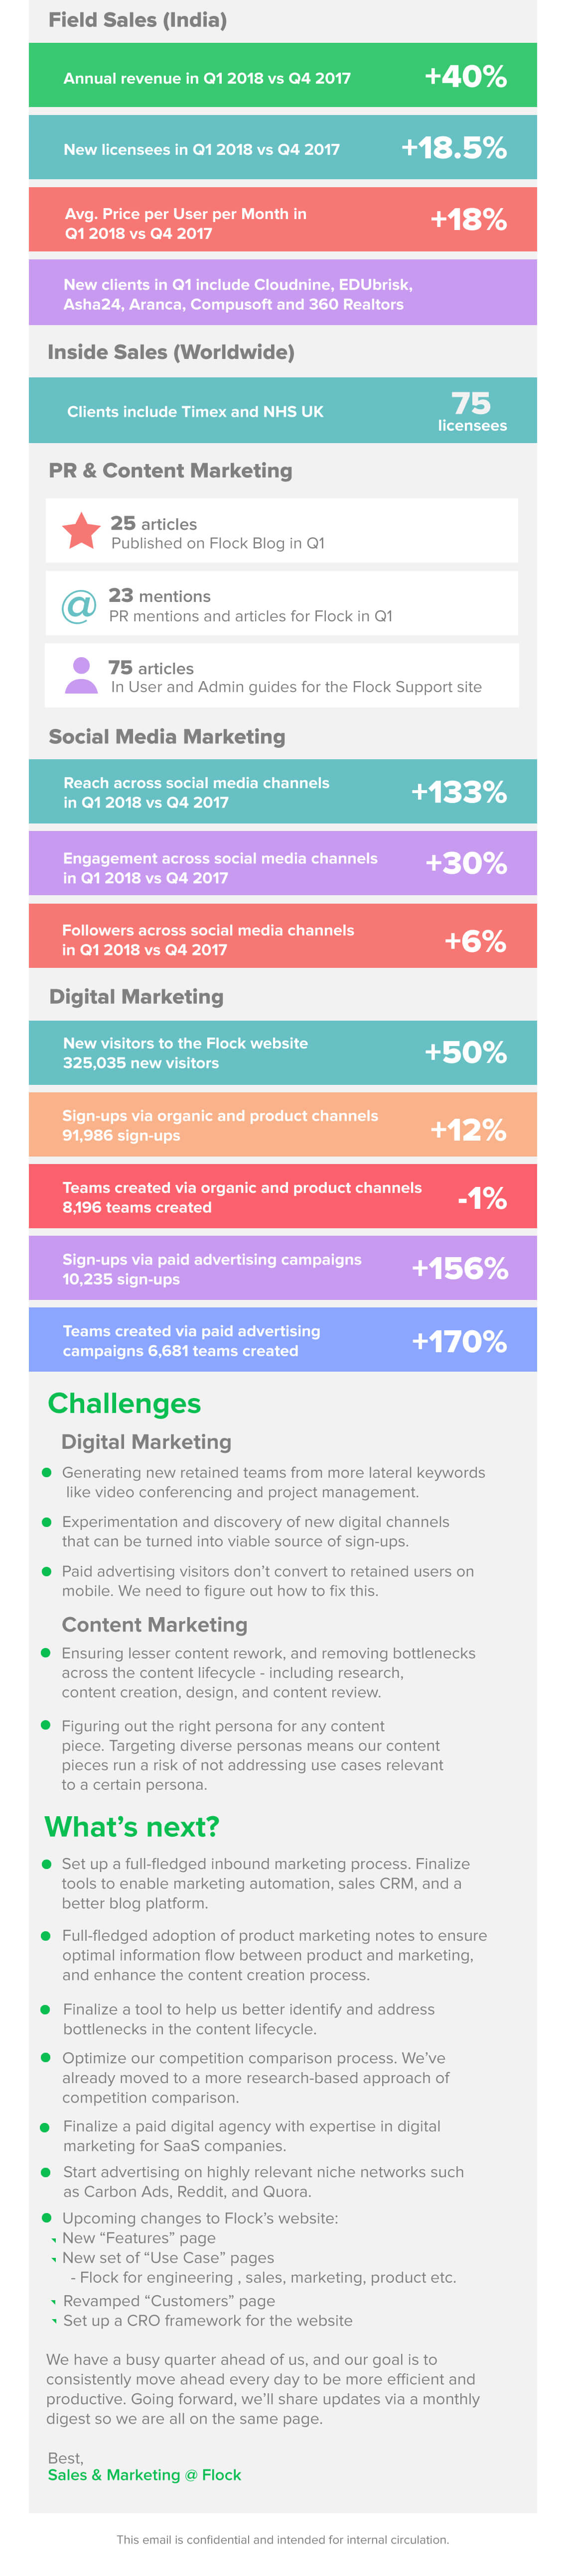 Field Sales (India)
Annual revenue in Q1 2018 vs Q4 2017
+40%
New licensees in Q1 2018 vs Q4 2017
+18.5%
Avg. Price per User per Month in
Q1 2018 vs Q4 2017
+18%
New clients in Q1 include Cloudnine, EDUbrisk,
Asha24, Aranca, Compusoft and 360 Realtors
Inside Sales (Worldwide)
Clients include Timex and NHS UK
75
licensees
PR & Content Marketing
25 articles
Published on Flock Blog in Q1
@
23 mentions
PR mentions and articles for Flock in Q1
75 articles
In User and Admin guides for the Flock Support site
Social Media Marketing
Reach across social media channels
in Q1 2018 vs Q4 2017
+133%
Engagement across social media channels
in Q1 2018 vs Q4 2017
+30%
Followers across social media channels
in Q1 2018 vs Q4 2017
+6%
Digital Marketing
New visitors to the Flock website
325,035 new visitors
+50%
Sign-ups via organic and product channels
91,986 sign-ups
+12%
Teams created via organic and product channels
8,196 teams created
-1%
Sign-ups via paid advertising campaigns
10,235 sign-ups
+156%
Teams created via paid advertising
campaigns 6,681 teams created
+170%
Challenges
Digital Marketing
Generating new retained teams from more lateral keywords
like video conferencing and project management.
Experimentation and discovery of new digital channels
that can be turned into viable source of sign-ups.
Paid advertising visitors don't convert to retained users on
mobile. We need to figure out how to fix this.
Content Marketing
Ensuring lesser content rework, and removing bottlenecks
across the content lifecycle - including research,
content creation, design, and content review.
Figuring out the right persona for any content
piece. Targeting diverse personas means our content
pieces run a risk of not addressing use cases relevant
to a certain persona.
What's next?
Set up a full-fledged inbound marketing process. Finalize
tools to enable marketing automation, sales CRM, and a
better blog platform.
Full-fledged adoption of product marketing notes to ensure
optimal information flow between product and marketing,
and enhance the content creation process.
Finalize a tool to help us better identify and address
bottlenecks in the content lifecycle.
Optimize our competition comparison process. We've
already moved to a more research-based approach of
competition comparison.
Finalize a paid digital agency with expertise in digital
marketing for SaaS companies.
Start advertising on highly relevant niche networks such
as Carbon Ads, Reddit, and Quora.
Upcoming changes to Flock's website:
New “Features” page
New set of “Use Case” pages
- Flock for engineering , sales, marketing, product etc.
Revamped “Customers” page
Set up a CRO framework for the website
We have a busy quarter ahead of us, and our goal is to
consistently move ahead every day to be more efficient and
productive. Going forward, we'll share updates via a monthly
digest so we are all on the same page.
Best,
Sales & Marketing @ Flock
This email is confidential and intended for internal circulation.